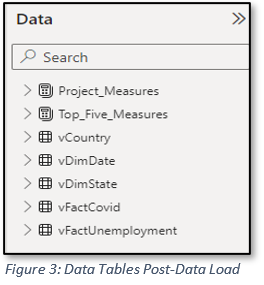 Data
Search
Project_Measures
Top_Five_Measures
vCountry
vDimDate
vDimState
vFactCovid
vFactUnemployment
Figure 3: Data Tables Post-Data Load